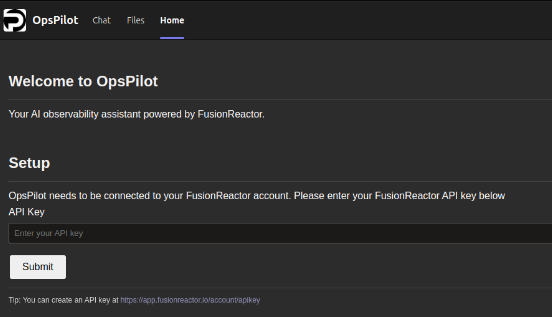 OpsPilot Chat Files Home
Welcome to OpsPilot
Your AI observability assistant powered by FusionReactor.
Setup
OpsPilot needs to be connected to your FusionReactor account. Please enter your FusionReactor API key below
API Key
Enter your API key
Submit
Tip: You can create an API key at https://app.fusionreactor.io/account/apikey